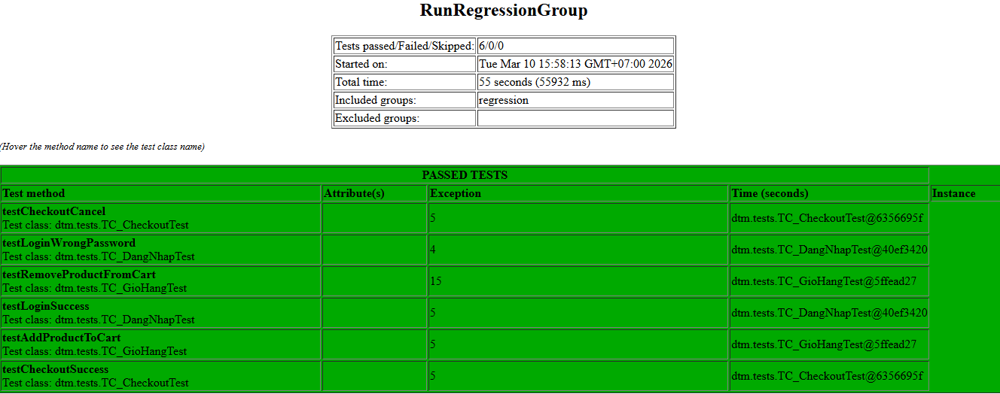 RunRegressionGroup
Tests passed/Failed/Skipped: 6/0/0
Started on: Tue Mar 10 15:58:13 GMT+07:00 2026
Total time: 55 seconds (55932 ms)
Included groups: regression
Excluded groups:
(Hover the method name to see the test class name)
PASSED TESTS
Test method Attribute(s) Exception Time (seconds) Instance
testCheckoutCancel
Test class: dtm.tests.TC_CheckoutTest 5 dtm.tests.TC_CheckoutTest@6356695f
testLoginWrongPassword
Test class: dtm.tests.TC_DangNhapTest 4 dtm.tests.TC_DangNhapTest@40ef3420
testRemoveProductFromCart
Test class: dtm.tests.TC_GioHangTest 15 dtm.tests.TC_GioHangTest@5ffead27
testLoginSuccess
Test class: dtm.tests.TC_DangNhapTest 5 dtm.tests.TC_DangNhapTest@40ef3420
testAddProductToCart
Test class: dtm.tests.TC_GioHangTest 5 dtm.tests.TC_GioHangTest@5ffead27
testCheckoutSuccess
Test class: dtm.tests.TC_CheckoutTest 5 dtm.tests.TC_CheckoutTest@6356695f